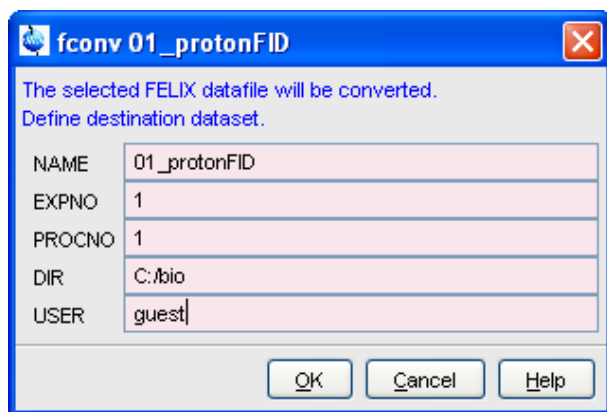 fconv 01_protonFID
The selected FELIX datafile will be converted.
Define destination dataset.
NAME 01_protonFID
EXPNO 1
PROCNO 1
DIR C:/bio
USER guest
OK Cancel Help